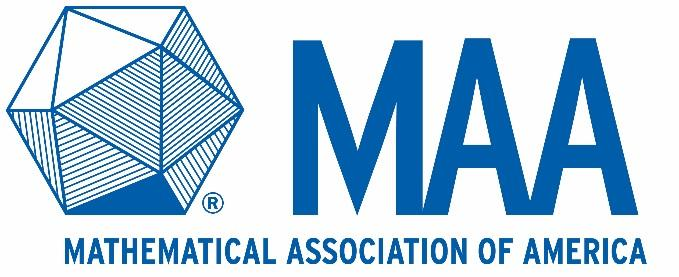 MAA
®
MATHEMATICAL ASSOCIATION OF AMERICA